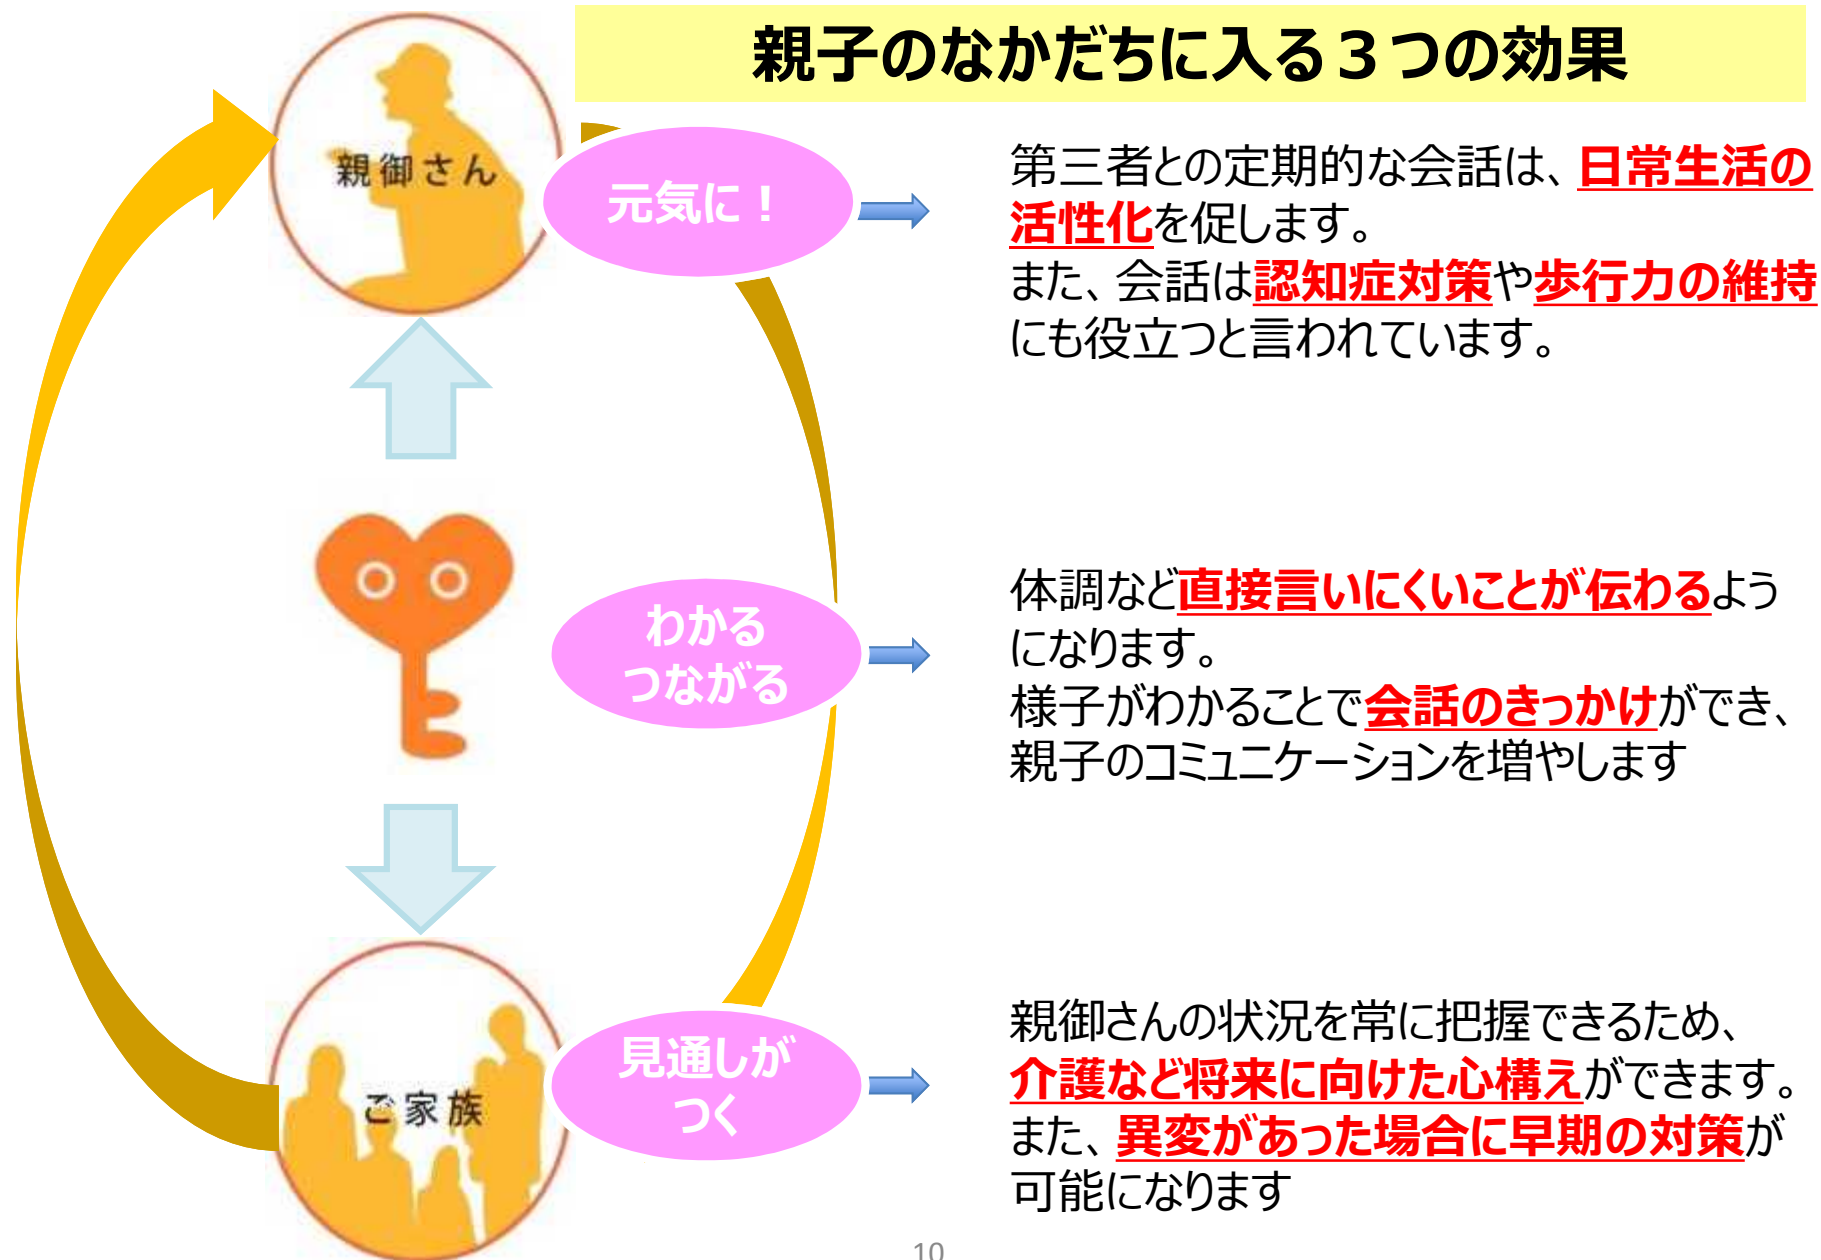 親子のなかだちに入る３つの効果
親御さん
元気に！
第三者との定期的な会話は、日常生活の
活性化を促します。
また、会話は認知症対策や歩行力の維持
にも役立つと言われています。
わかる
つながる
体調など直接言いにくいことが伝わるよう
になります。
様子がわかることで会話のきっかけができ、
親子のコミュニケーションを増やします
ご家族
見通しが
つく
親御さんの状況を常に把握できるため、
介護など将来に向けた心構えができます。
また、異変があった場合に早期の対策が
可能になります
10